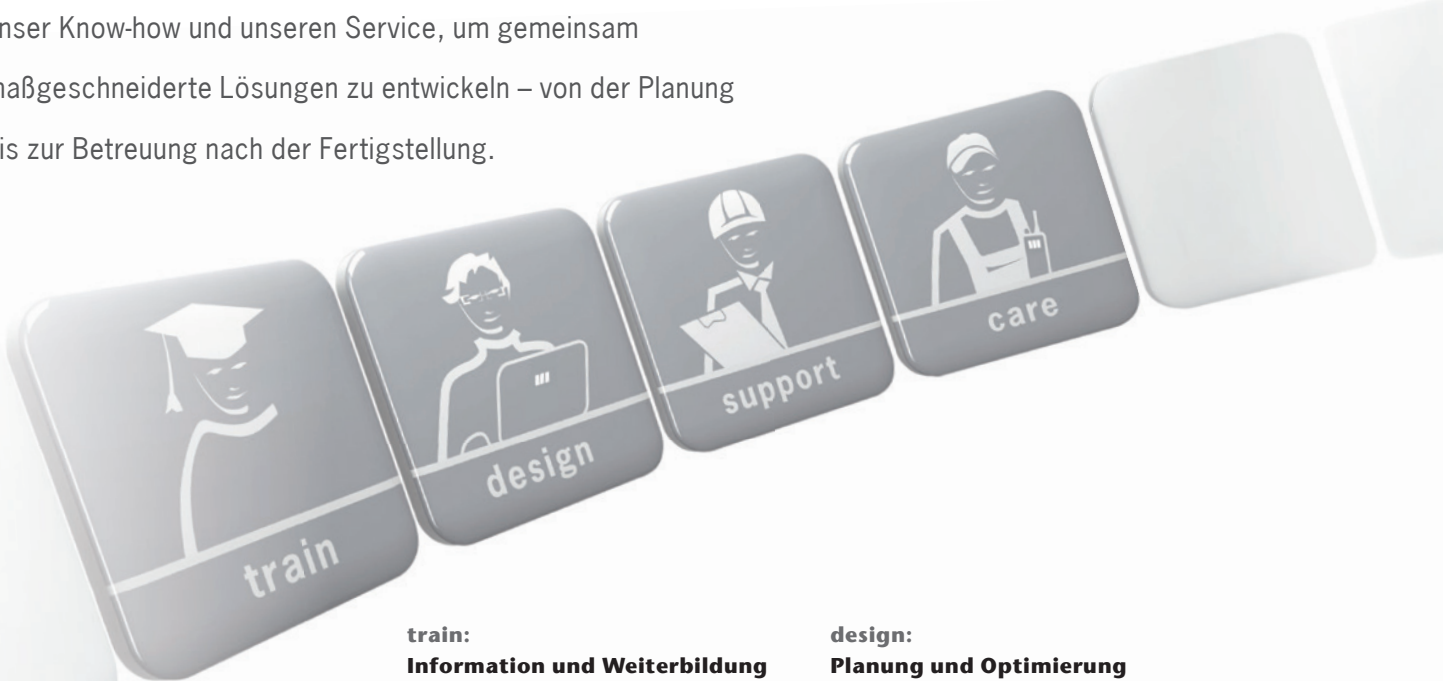 nser Know-how und unseren Service, um gemeinsam
naßgeschneiderte Lösungen zu entwickeln – von der Planung
is zur Betreuung nach der Fertigstellung.
train
design
support
care
train:
Information und Weiterbildung
design:
Planung und Optimierung